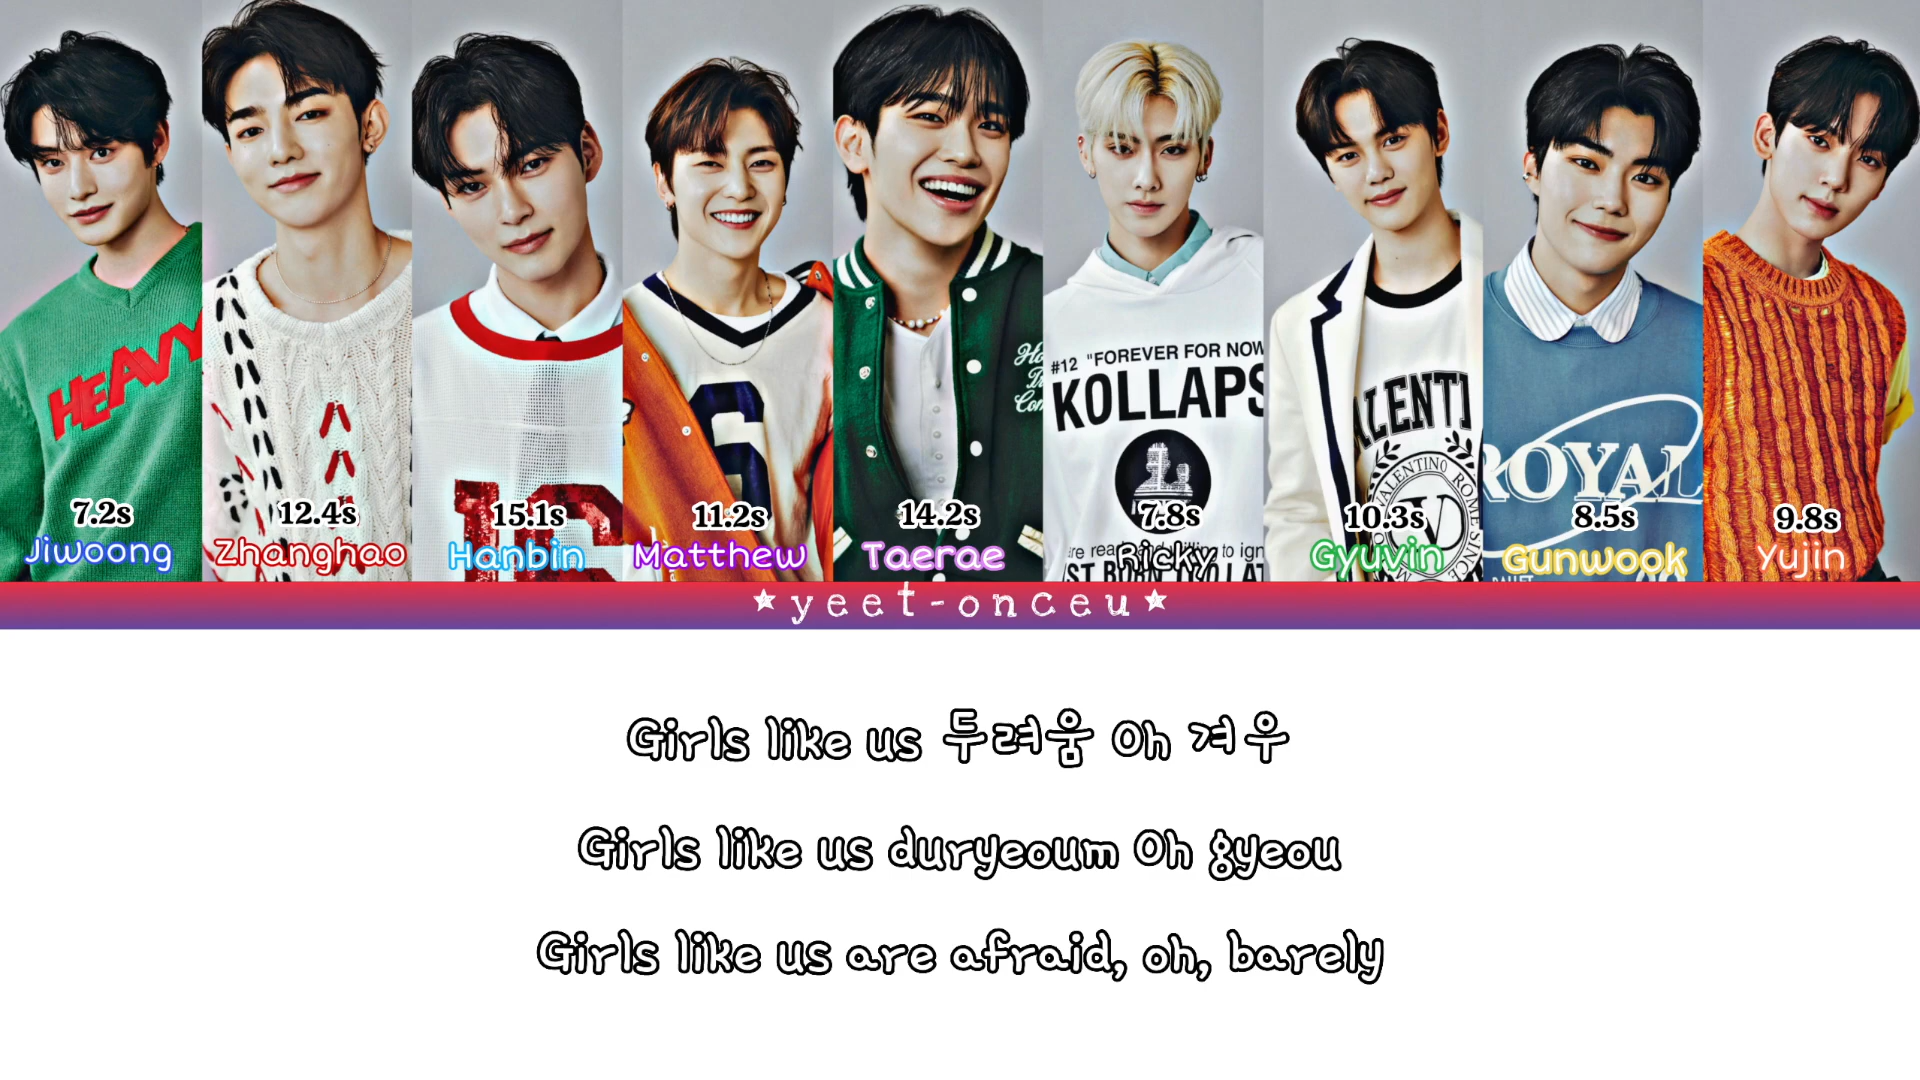 HEAVY
#12 "FOREVER FOR NOW
KOLLAPS
ALENTI
VALENTINO ROME SINCE
ROYAL
7.2s 12.4s 15.1s 11.2s 14.2s 7.8s 10.3s 8.5s 9.8s
Jiwoong Zhanghao Hanbin Matthew Taerae Ricky Gyuvin Gunwook Yujin
★yeet-onceu★
Girls like us 두려움 Oh 겨우
Girls like us duryeoum Oh gyeou
Girls like us are afraid, oh, barely